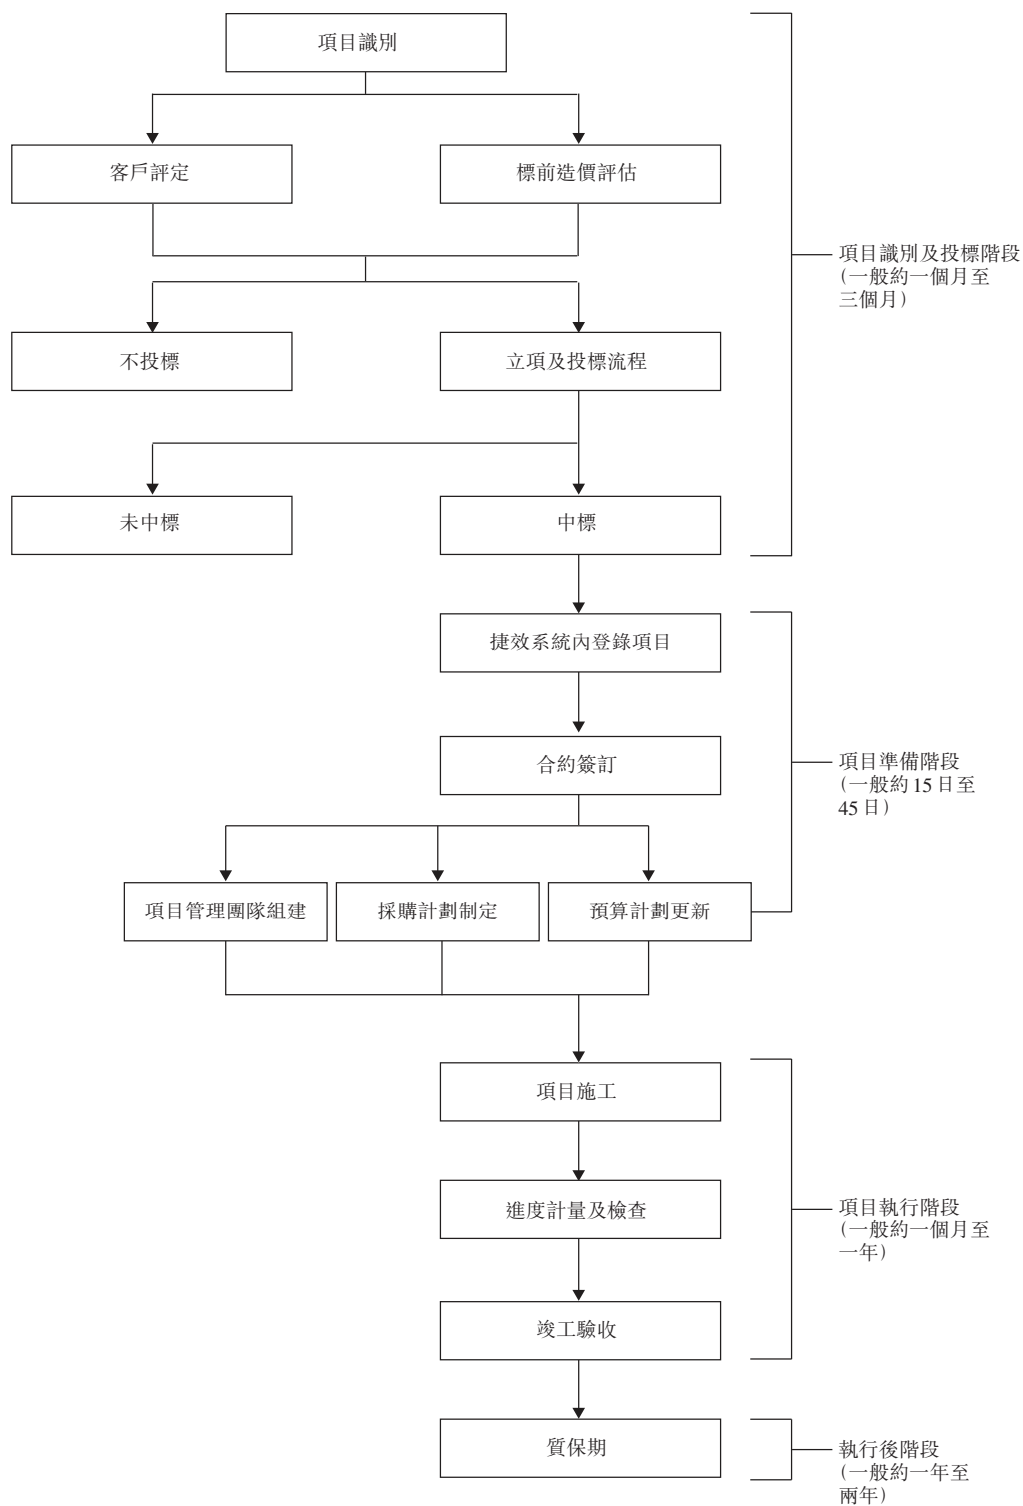 項目識別
客戶評定
標前造價評估
項目識別及投標階段
(一般約一個月至
三個月)
不投標
立項及投標流程
未中標
中標
捷效系統內登錄項目
合約簽訂
項目準備階段
(一般約15日至
45日)
項目管理團隊組建
採購計劃制定
預算計劃更新
項目施工
進度計量及檢查
項目執行階段
(一般約一個月至
一年)
竣工驗收
質保期
執行後階段
(一般約一年至
兩年)